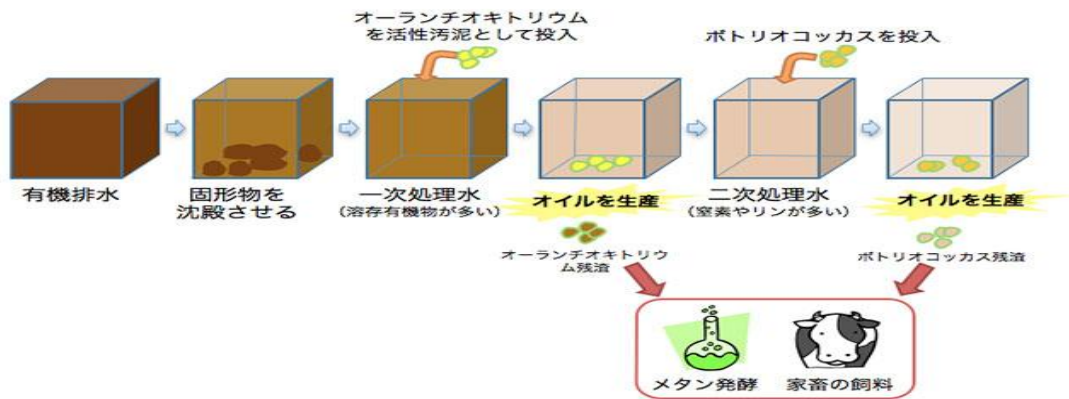 オーランチオキトリウム
を活性汚泥として投入
ボトリオコッカスを投入
有機排水
固形物を
沈殿させる
一次処理水
(溶存有機物が多い)
オイルを生産
二次処理水
(窒素やリンが多い)
オイルを生産
オーランチオキトリウ
ム残渣
ボトリオコッカス残渣
メタン発酵
家畜の飼料